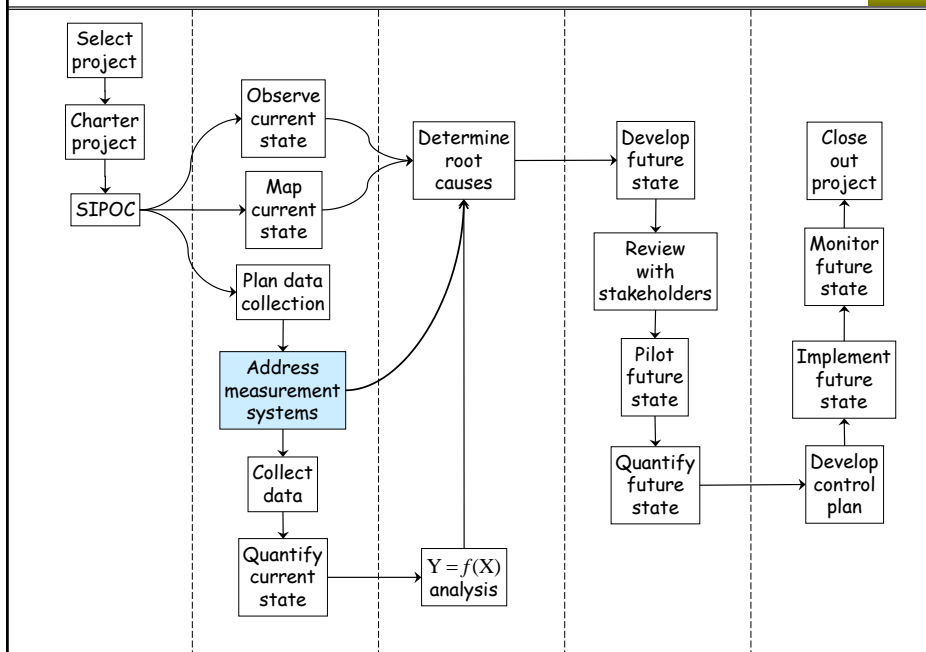 Select
project
Charter
project
SIPOC
Observe
current
state
Map
current
state
Plan data
collection
Address
measurement
systems
Collect
data
Quantify
current
state
Determine
root
causes
Y = f(X)
analysis
Develop
future
state
Review
with
stakeholders
Pilot
future
state
Quantify
future
state
Close
out
project
Monitor
future
state
Implement
future
state
Develop
control
plan